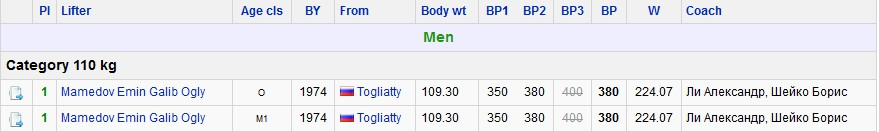 Pl Lifter Age cls BY From Body wt BP1 BP2 BP3 BP W Coach
Men
Category 110 kg
1 Mamedov Emin Galib Ogly O 1974 Togliatty 109.30 350 380 400 380 224.07 Ли Александр, Шейко Борис
1 Mamedov Emin Galib Ogly M1 1974 Togliatty 109.30 350 380 400 380 224.07 Ли Александр, Шейко Борис